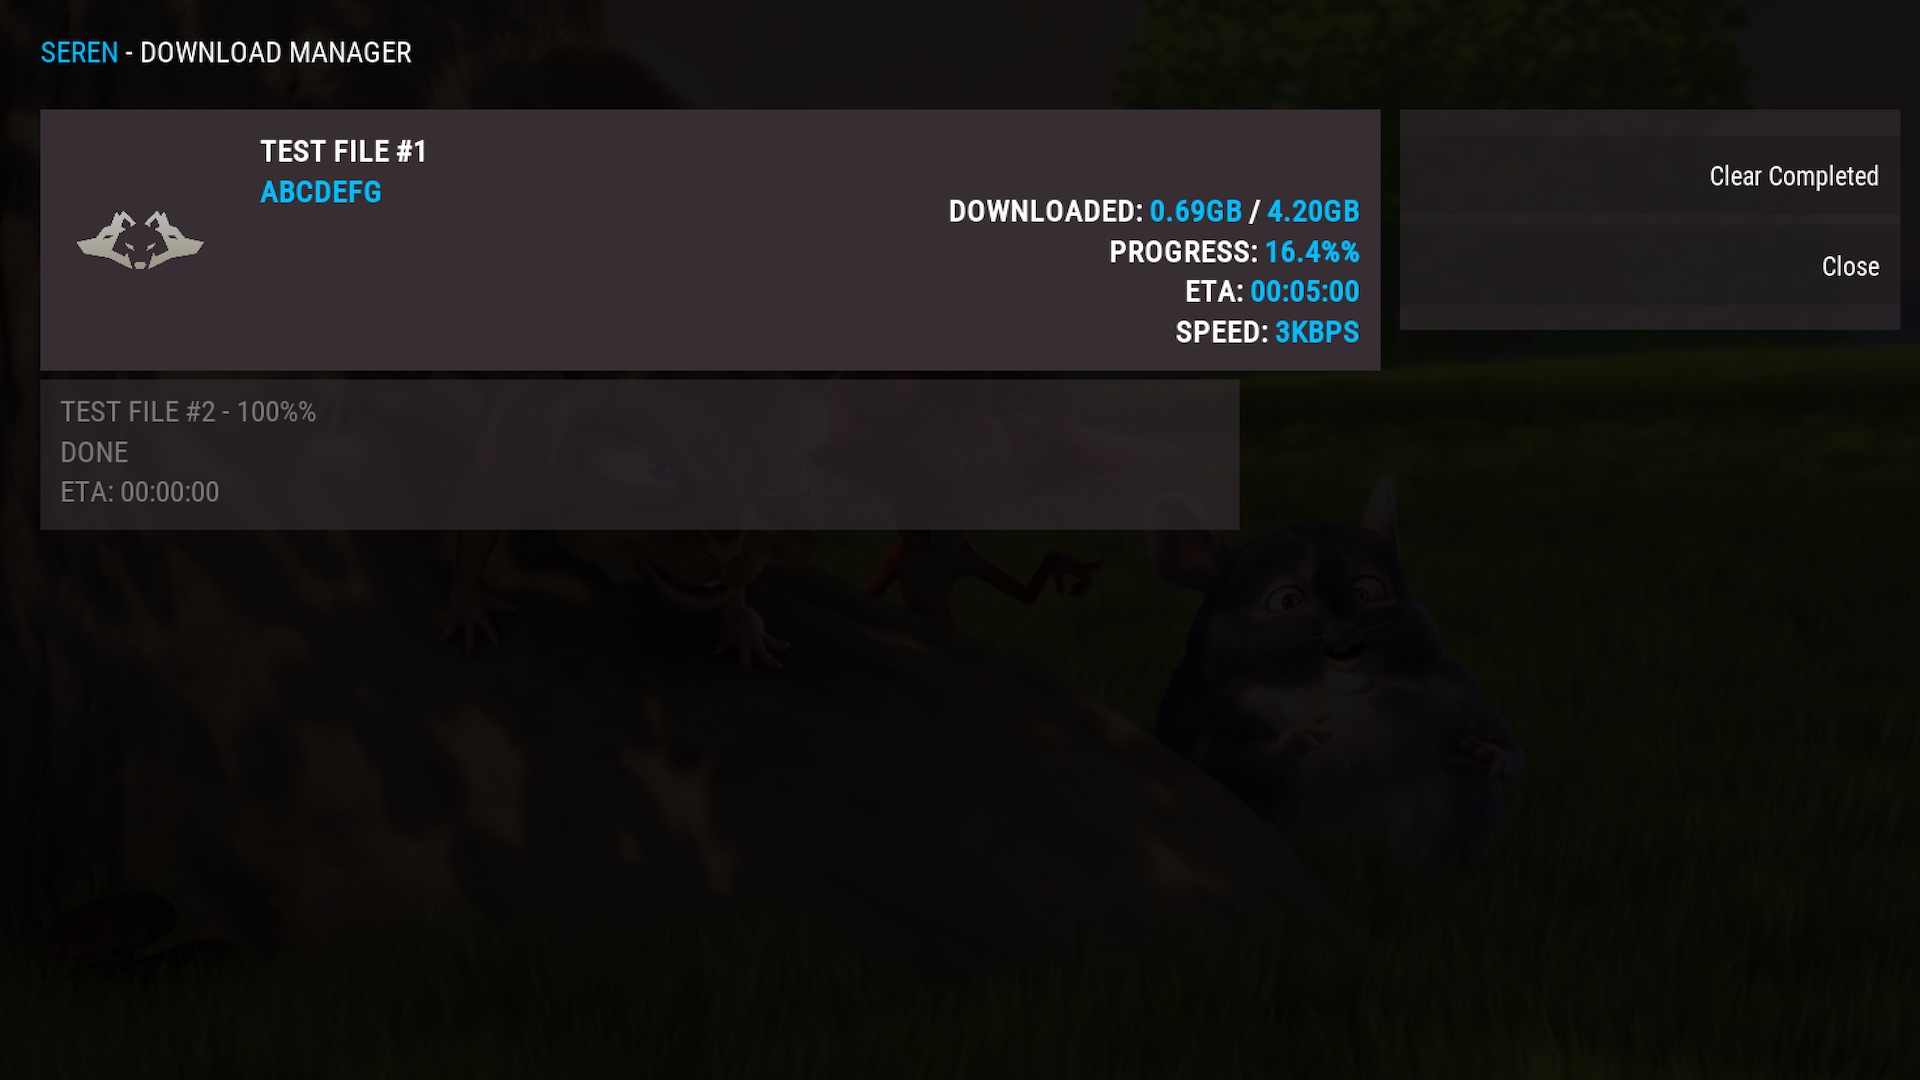 SEREN - DOWNLOAD MANAGER
TEST FILE #1
ABCDEFG
DOWNLOADED: 0.69GB / 4.20GB
PROGRESS: 16.4%%
ETA: 00:05:00
SPEED: 3KBPS
Clear Completed
Close
TEST FILE #2 - 100%%
DONE
ETA: 00:00:00